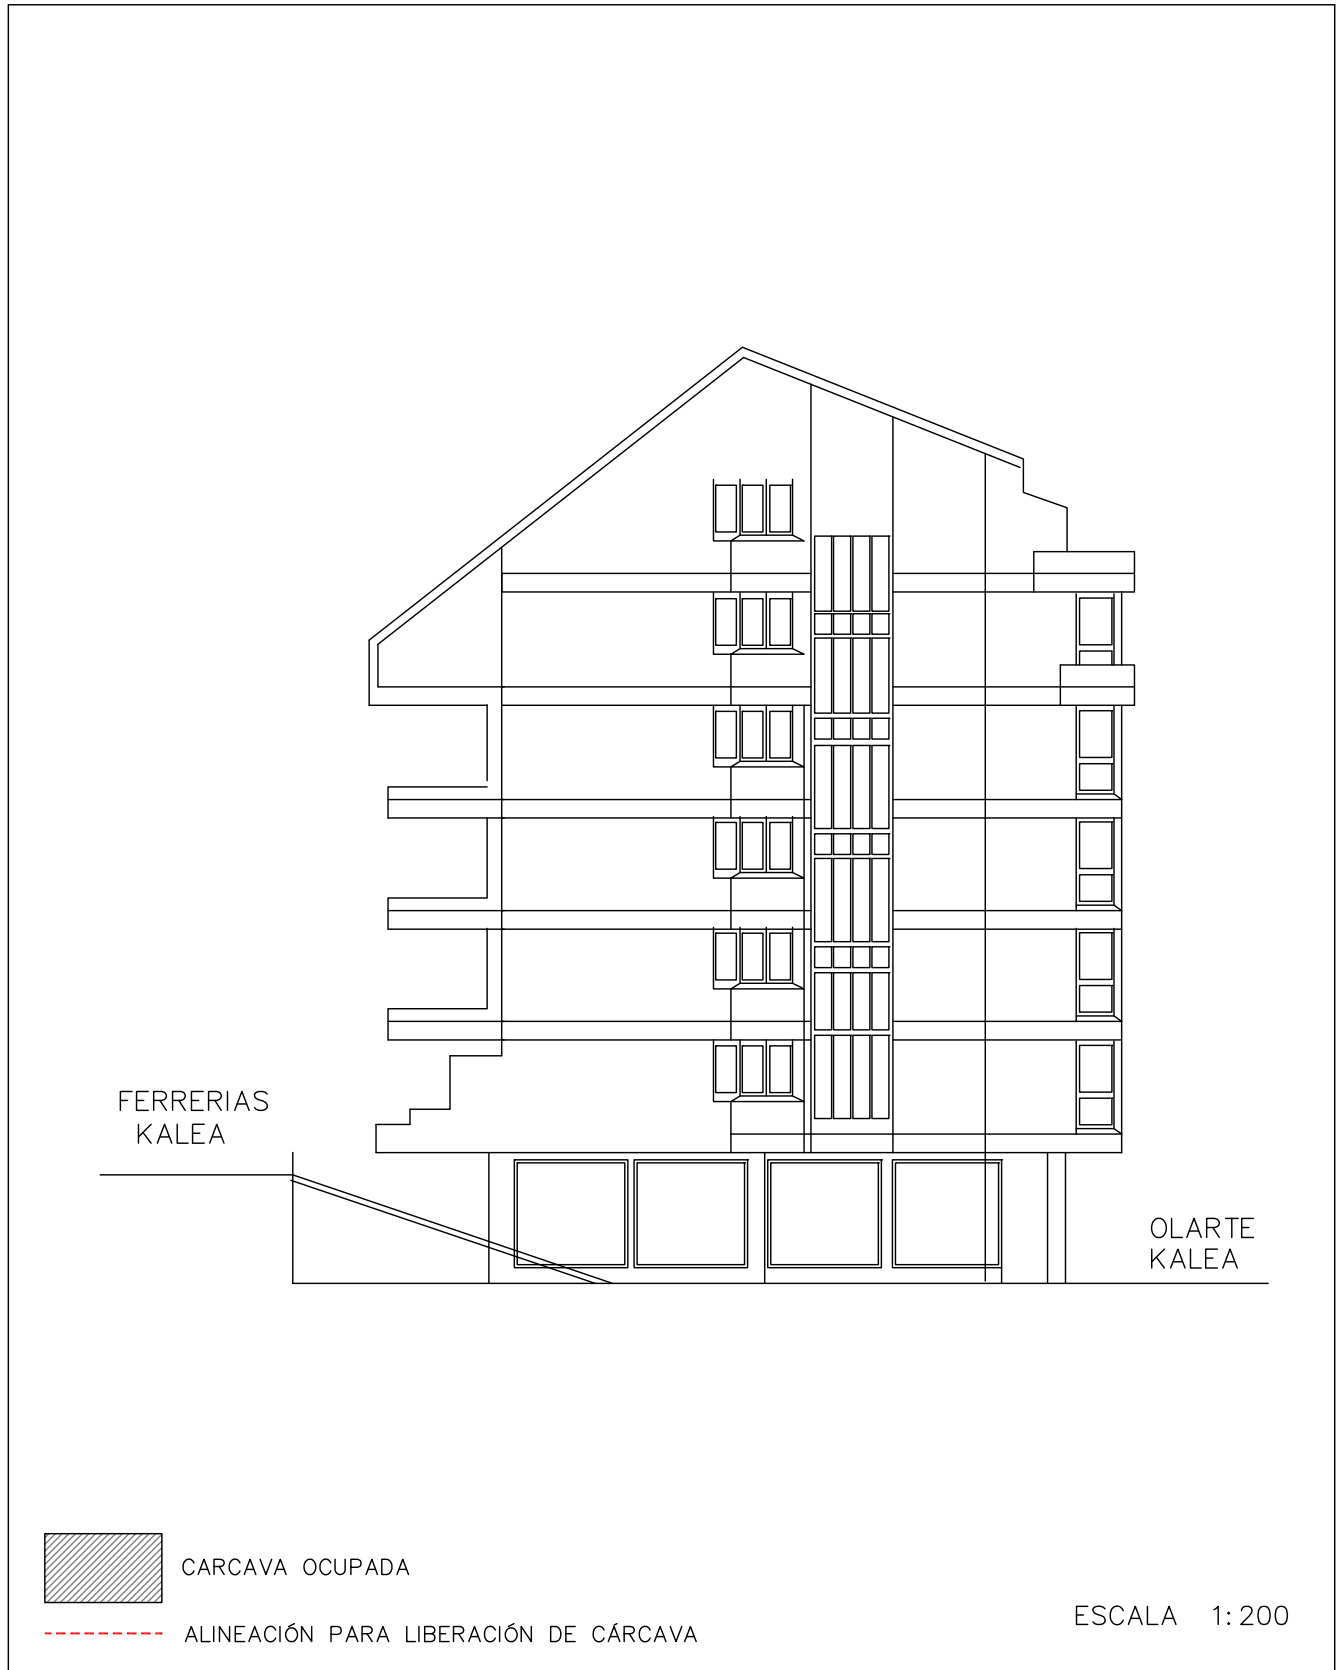 FERRERIAS
KALEA
OLARTE
KALEA
CARCAVA OCUPADA
ALINEACIÓN PARA LIBERACIÓN DE CÁRCAVA
ESCALA 1:200